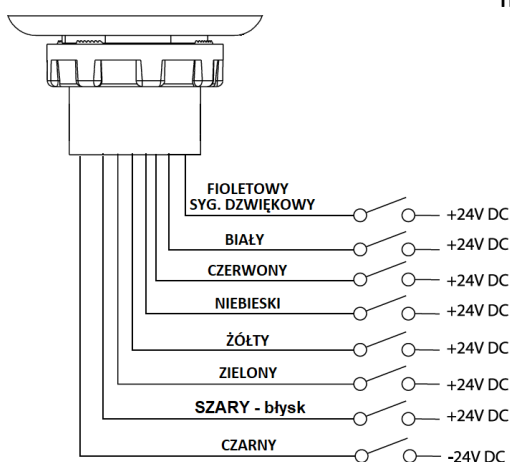 FIOLETOWY
SYG. DZWIĘKOWY
+24V DC
BIAŁY
+24V DC
CZERWONY
+24V DC
NIEBIESKI
+24V DC
ŻÓŁTY
+24V DC
ZIELONY
+24V DC
SZARY - błysk
+24V DC
CZARNY
-24V DC